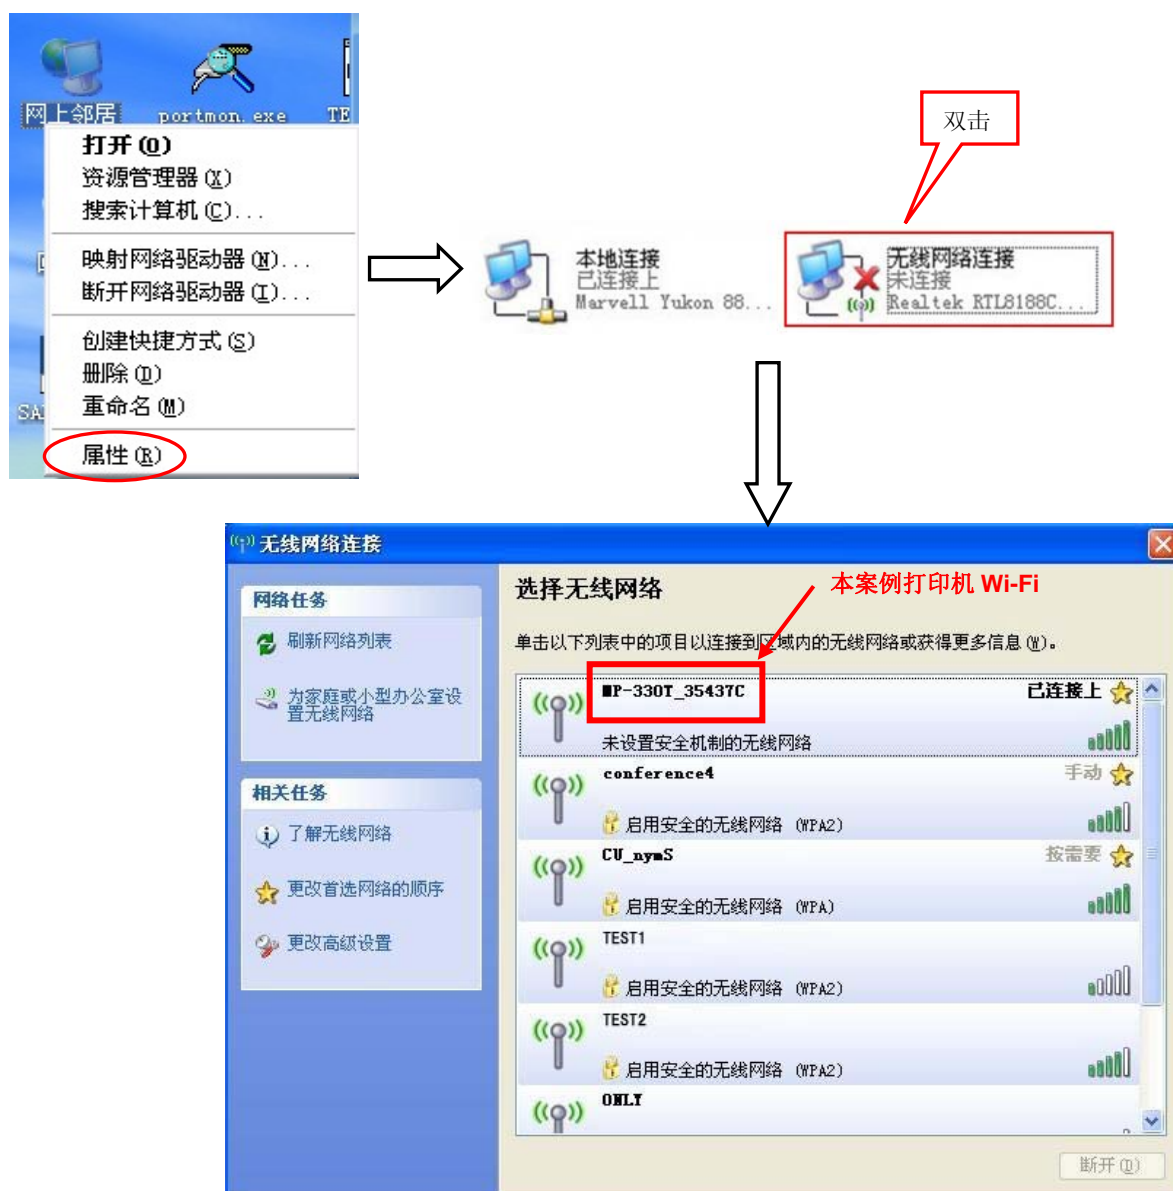 网上邻居
portmon.exe
TE
打开(O)
资源管理器(X)
搜索计算机(C)...
映射网络驱动器(N)...
断开网络驱动器(I)...
创建快捷方式(S)
删除(D)
重命名(M)
SA
属性(R)
双击
本地连接
已连接上
Marvell Yukon 88...
无线网络连接
未连接
Realtek RTL8188C...
无线网络连接
网络任务
刷新网络列表
为家庭或小型办公室设
置无线网络
相关任务
了解无线网络
更改首选网络的顺序
更改高级设置
选择无线网络
本案例打印机 Wi-Fi
单击以下列表中的项目以连接到区域内的无线网络或获得更多信息(W)。
MP-330T_35437C
已连接上
未设置安全机制的无线网络
conference4
手动
启用安全的无线网络 (WPA2)
CU_nymS
按需要
启用安全的无线网络 (WPA)
TEST1
启用安全的无线网络 (WPA2)
TEST2
启用安全的无线网络 (WPA2)
ONLY
断开(D)